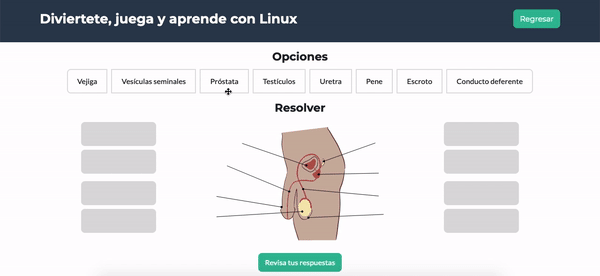 Diviertete, juega y aprende con Linux
Regresar
Opciones
Vejiga
Vesículas seminales
Próstata
Testículos
Uretra
Pene
Escroto
Conducto deferente
Resolver
Revisa tus respuestas